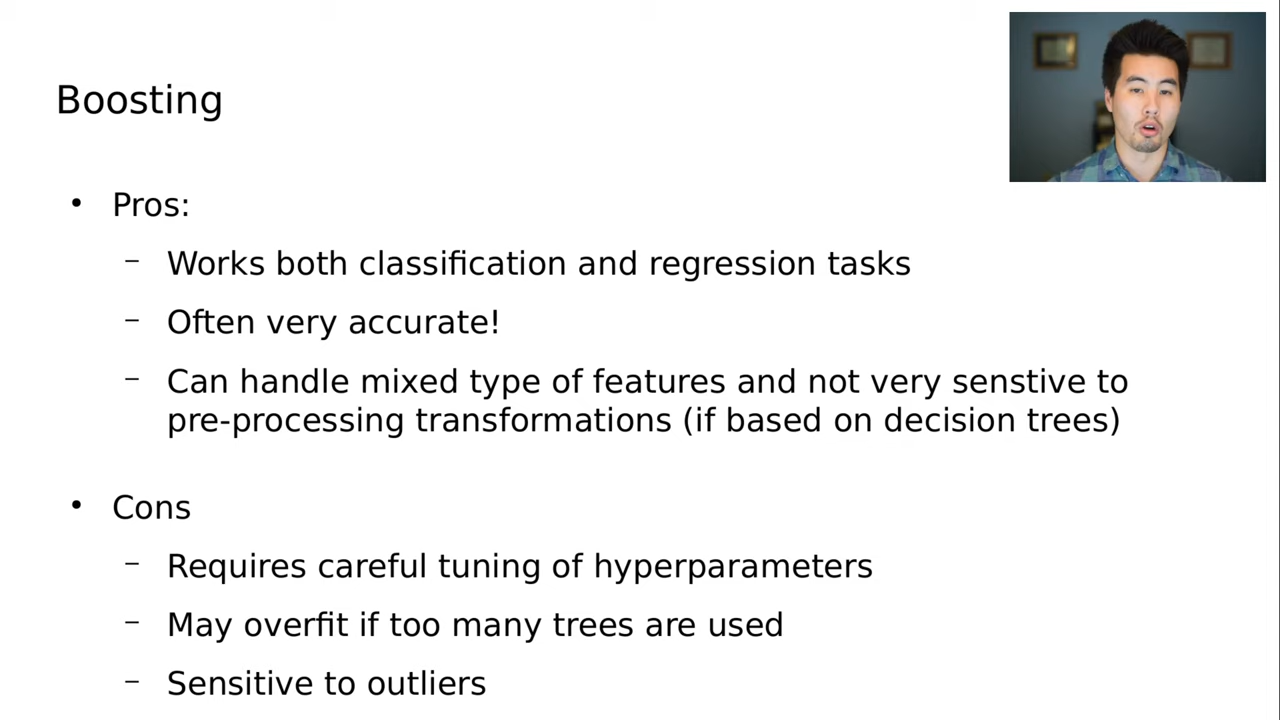 Boosting
• Pros:
– Works both classification and regression tasks
– Often very accurate!
– Can handle mixed type of features and not very senstive to
pre-processing transformations (if based on decision trees)
• Cons
– Requires careful tuning of hyperparameters
– May overfit if too many trees are used
– Sensitive to outliers